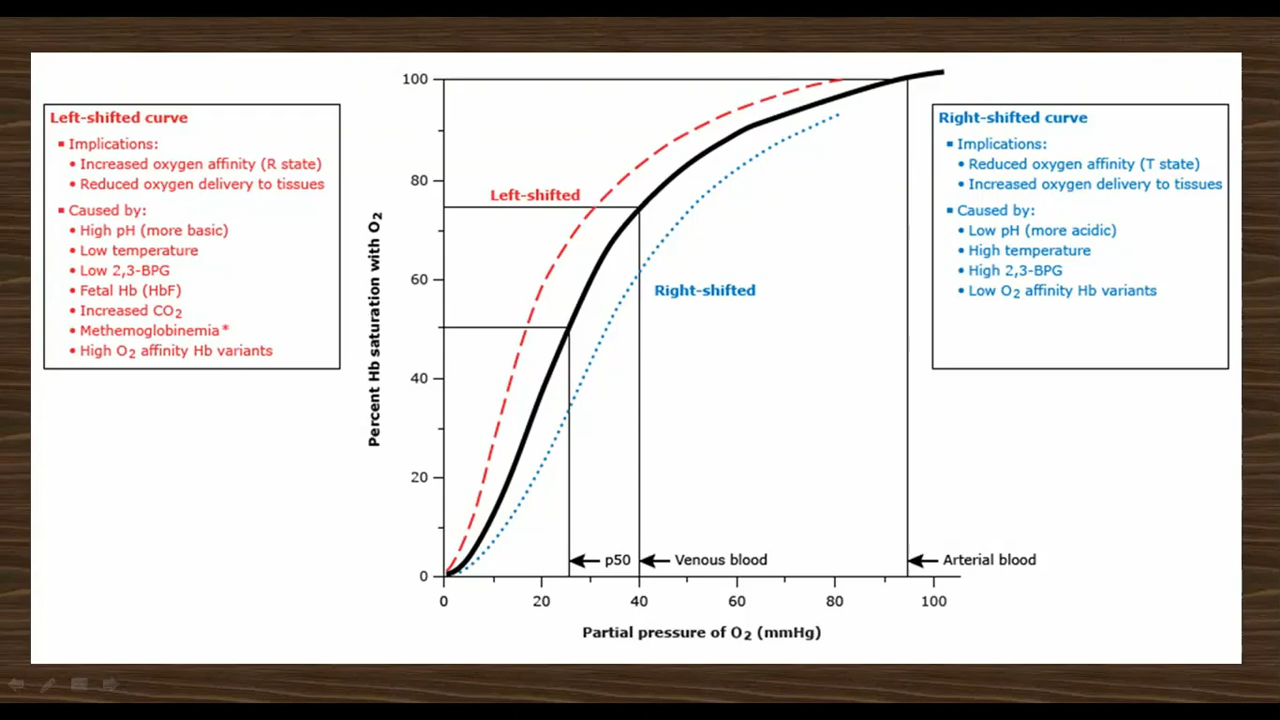 Left-shifted curve
▪ Implications:
• Increased oxygen affinity (R state)
• Reduced oxygen delivery to tissues
▪ Caused by:
• High pH (more basic)
• Low temperature
• Low 2,3-BPG
• Fetal Hb (HbF)
• Increased CO2
• Methemoglobinemia*
• High O2 affinity Hb variants
Percent Hb saturation with O2
100
80
60
40
20
0
Left-shifted
Right-shifted
p50
Venous blood
Arterial blood
0 20 40 60 80 100
Partial pressure of O2 (mmHg)
Right-shifted curve
▪ Implications:
• Reduced oxygen affinity (T state)
• Increased oxygen delivery to tissues
▪ Caused by:
• Low pH (more acidic)
• High temperature
• High 2,3-BPG
• Low O2 affinity Hb variants